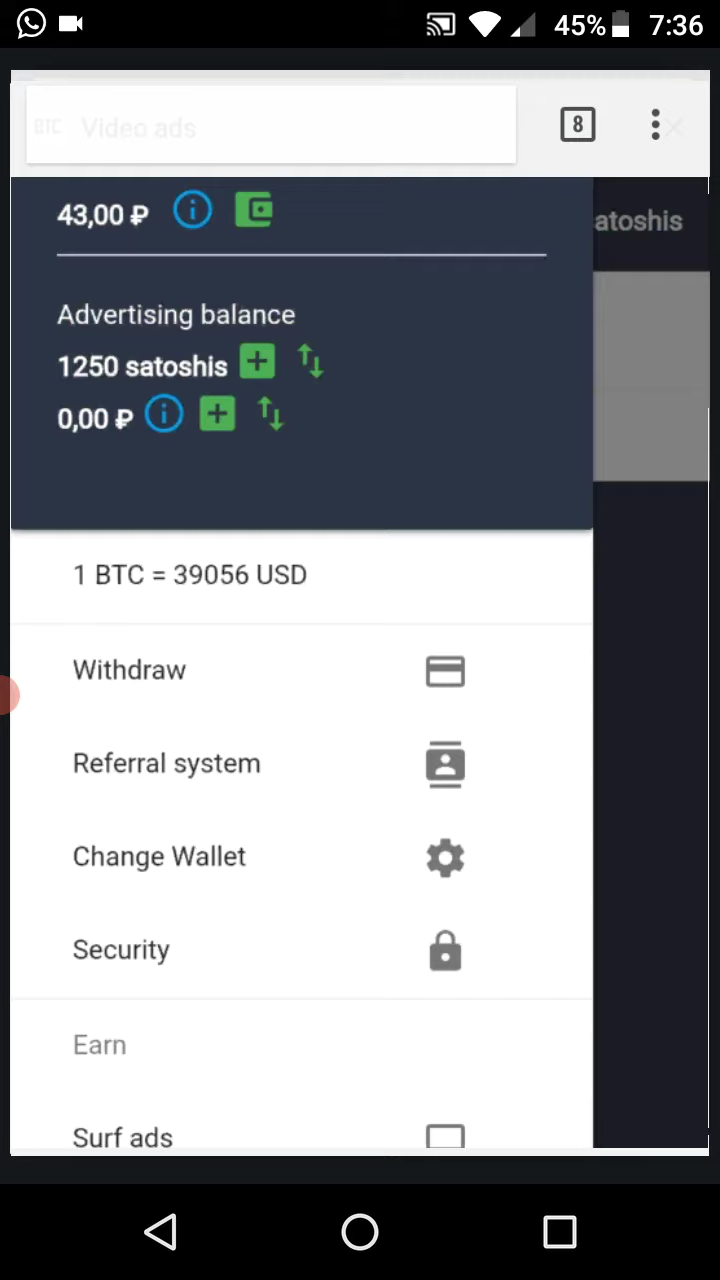 45% 7:36
BTC Video ads
8
43,00 ₽
atoshis
Advertising balance
1250 satoshis
0,00 ₽
1 BTC = 39056 USD
Withdraw
Referral system
Change Wallet
Security
Earn
Surf ads